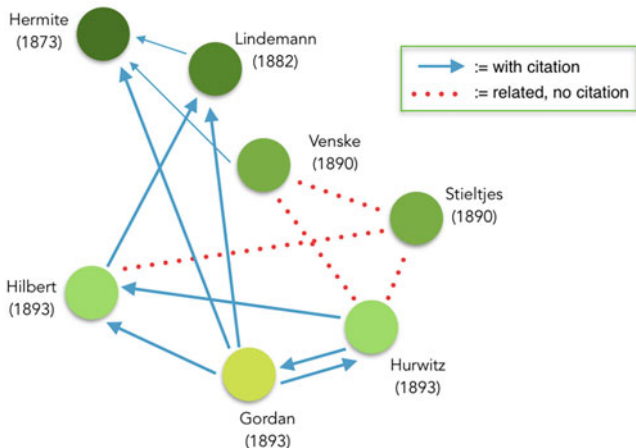 Hermite
(1873)
Lindemann
(1882)
:= with citation
:= related, no citation
Venske
(1890)
Stieltjes
(1890)
Hilbert
(1893)
Hurwitz
(1893)
Gordan
(1893)